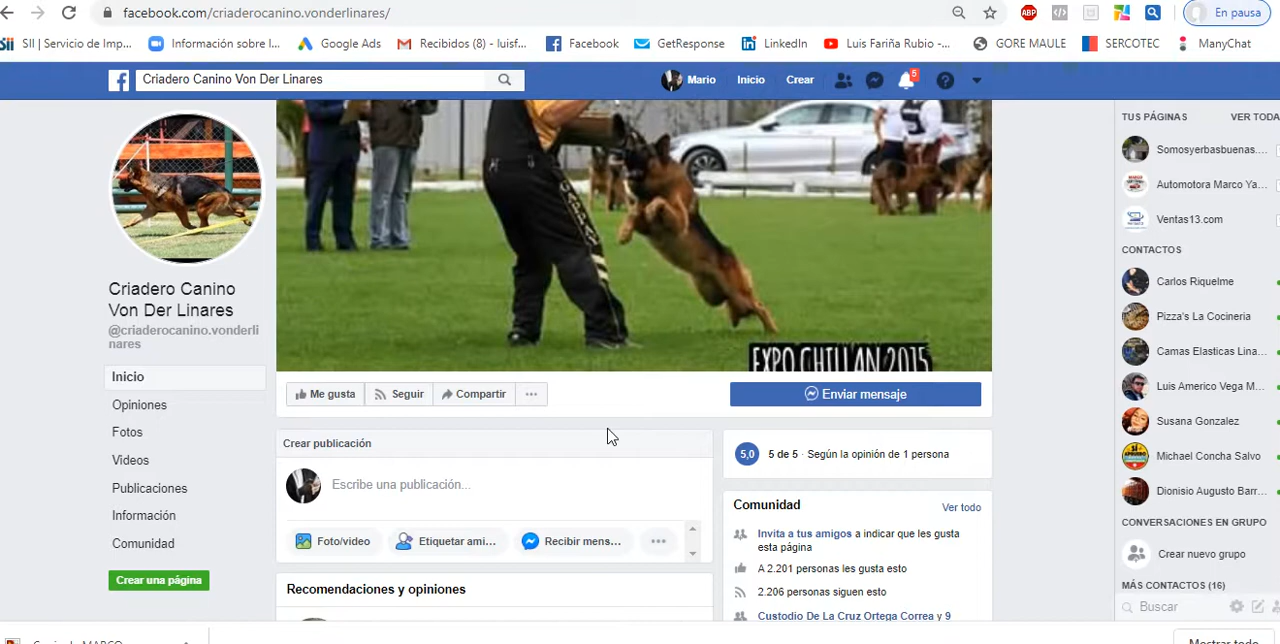 facebook.com/criaderocanino.vonderlinares/
ABP
En pausa
SII | Servicio de Imp...
Información sobre l...
Google Ads
Recibidos (8) - luisf...
Facebook
GetResponse
LinkedIn
Luis Fariña Rubio -...
GORE MAULE
SERCOTEC
ManyChat
Criadero Canino Von Der Linares
Mario
Inicio
Crear
5
Criadero Canino
Von Der Linares
@criaderocanino.vonderli
nares
Inicio
Opiniones
Fotos
Videos
Publicaciones
Información
Comunidad
Crear una página
EXPO CHILLAN 2015
Me gusta
Seguir
Compartir
Enviar mensaje
Crear publicación
Escribe una publicación...
Foto/video
Etiquetar ami...
Recibir mens...
Recomendaciones y opiniones
5,0
5 de 5 · Según la opinión de 1 persona
Comunidad
Ver todo
Invita a tus amigos a indicar que les gusta
esta página
A 2.201 personas les gusta esto
2.206 personas siguen esto
Custodio De La Cruz Ortega Correa y 9
TUS PÁGINAS
VER TODA
Somosyerbasbuenas....
Automotora Marco Ya...
Ventas13.com
CONTACTOS
Carlos Riquelme
Pizza's La Cocineria
Camas Elasticas Lina...
Luis Americo Vega M...
Susana Gonzalez
Michael Concha Salvo
Dionisio Augusto Barr...
CONVERSACIONES EN GRUPO
Crear nuevo grupo
MÁS CONTACTOS (16)
Buscar
Mostrar todo